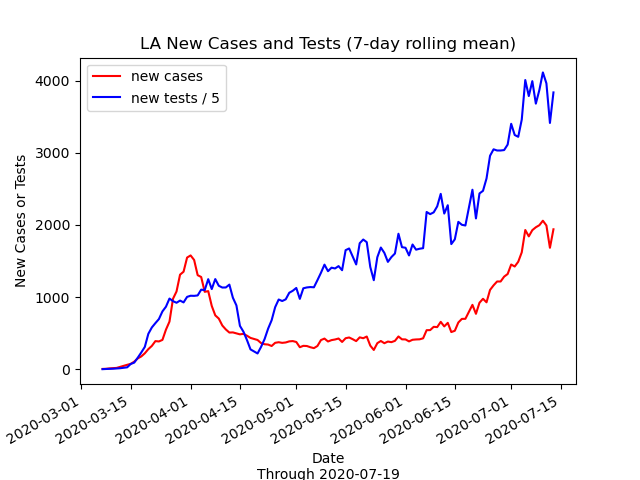 LA New Cases and Tests (7-day rolling mean)
new cases
new tests / 5
New Cases or Tests
4000
3000
2000
1000
0
2020-03-01
2020-03-15
2020-04-01
2020-04-15
2020-05-01
2020-05-15
2020-06-01
2020-06-15
2020-07-01
2020-07-15
Date
Through 2020-07-19